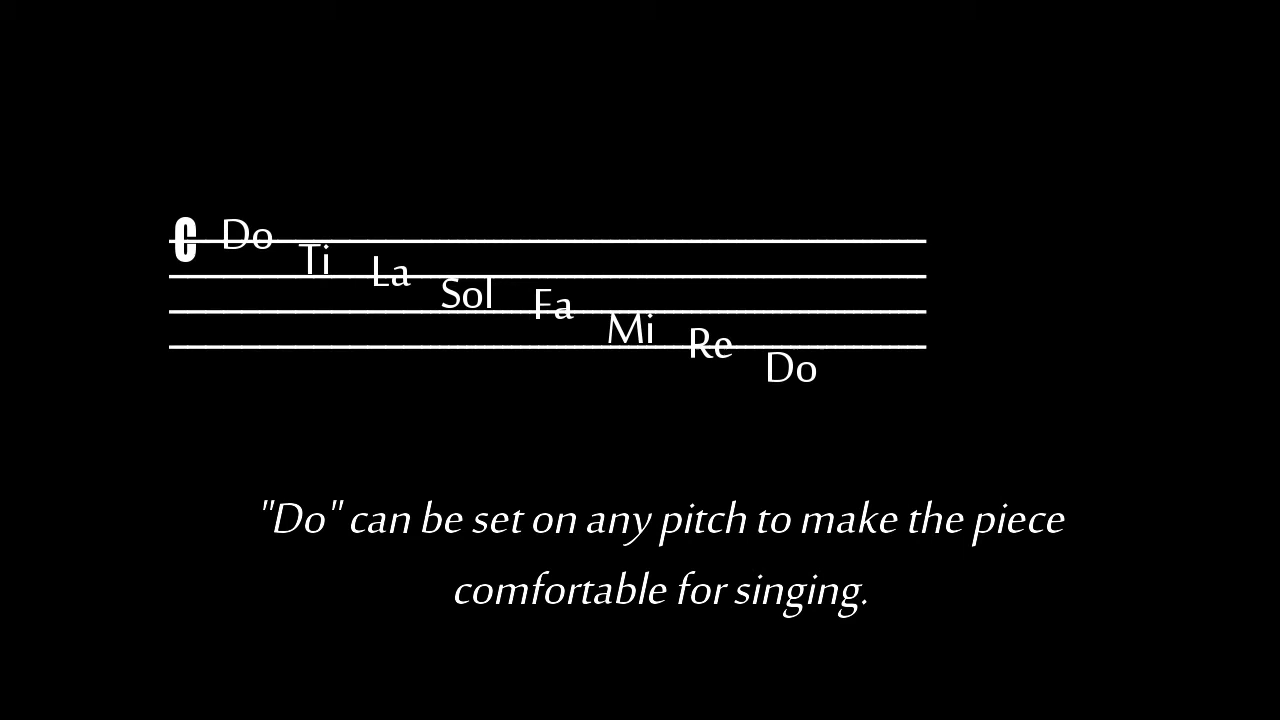 Do
Ti
La
Sol
Fa
Mi
Re
Do
"Do" can be set on any pitch to make the piece
comfortable for singing.